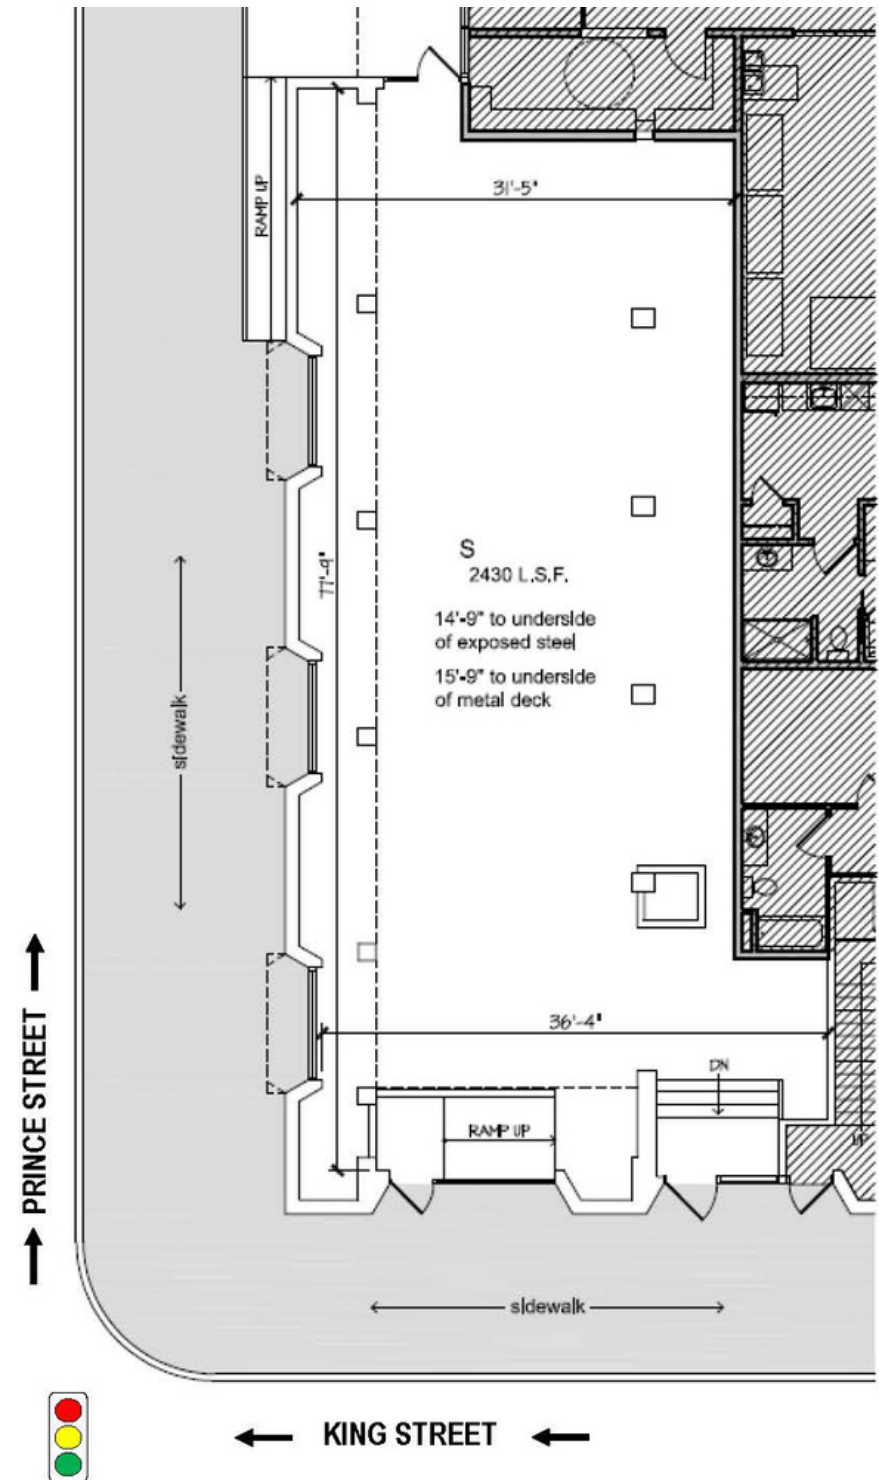 RAMP UP
31'-5"
77'-9"
S
2430 L.S.F.
14'-9" to underside
of exposed steel
15'-9" to underside
of metal deck
sidewalk
PRINCE STREET
36'-4"
DN
RAMP UP
UP
sidewalk
KING STREET